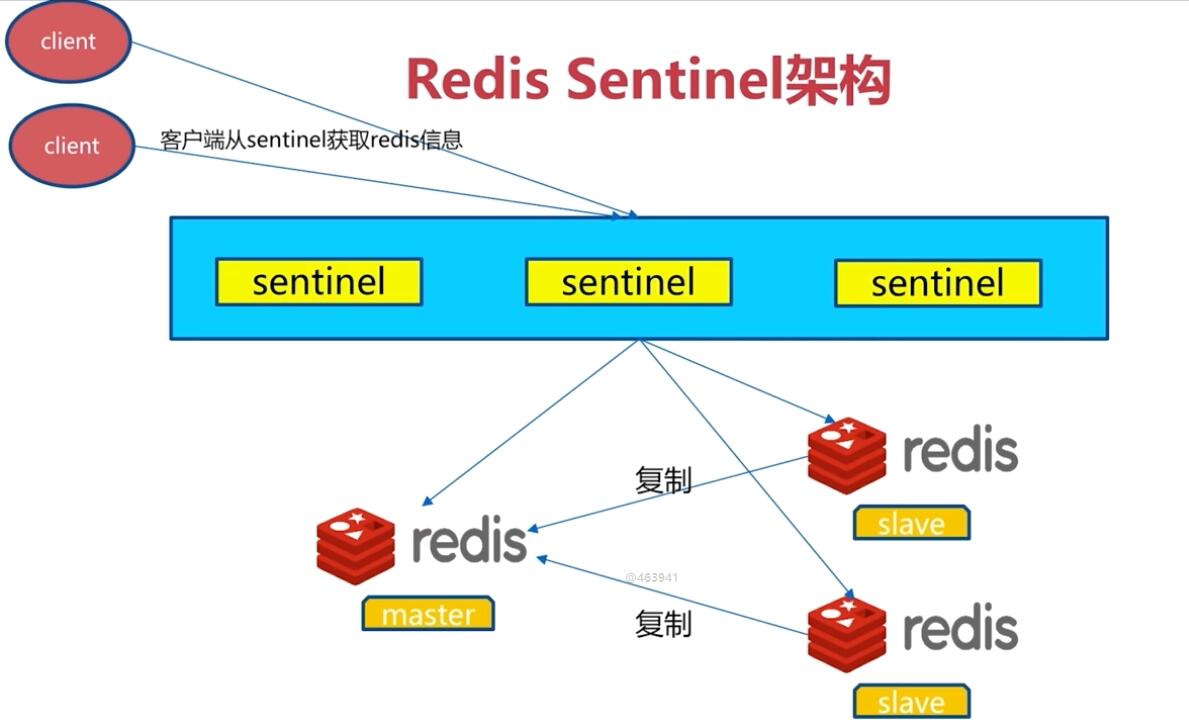 client
Redis Sentinel架构
client
客户端从sentinel获取redis信息
sentinel
sentinel
sentinel
redis
复制
slave
redis
master
@463941
复制
redis
slave